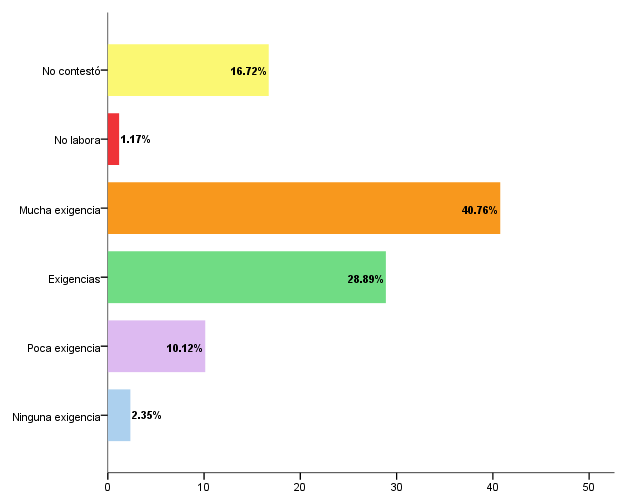 No contestó 16.72%
No labora 1.17%
Mucha exigencia 40.76%
Exigencias 28.89%
Poca exigencia 10.12%
Ninguna exigencia 2.35%
0 10 20 30 40 50